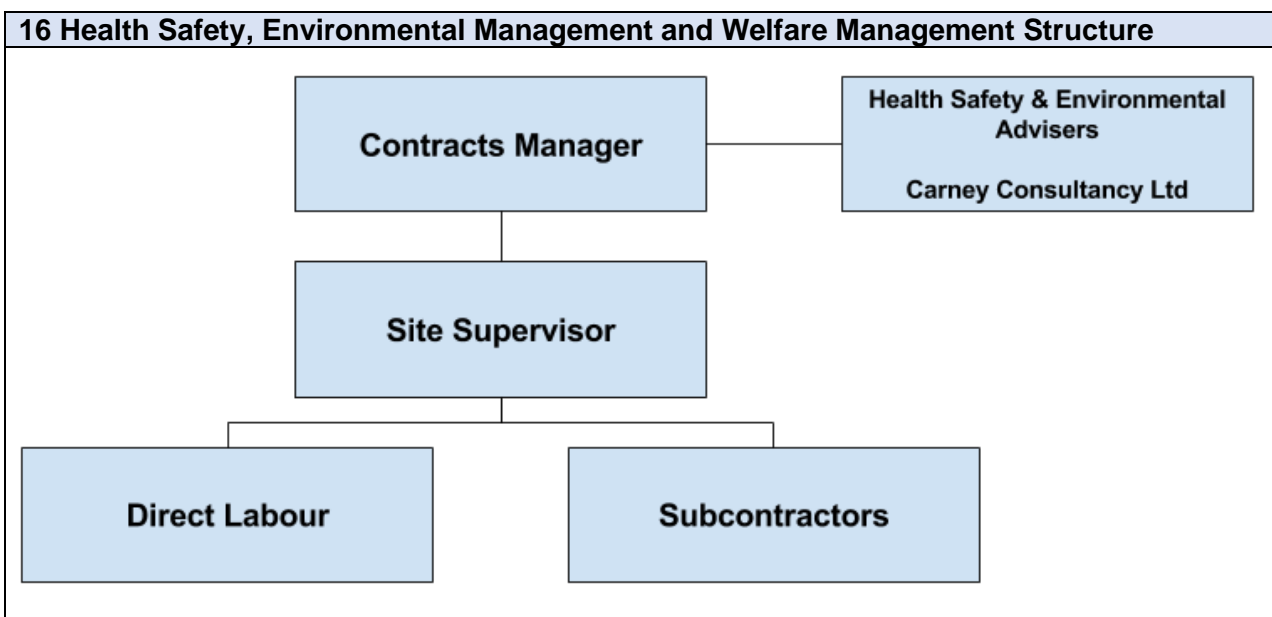 16 Health Safety, Environmental Management and Welfare Management Structure
Contracts Manager
Health Safety & Environmental
Advisers
Carney Consultancy Ltd
Site Supervisor
Direct Labour
Subcontractors